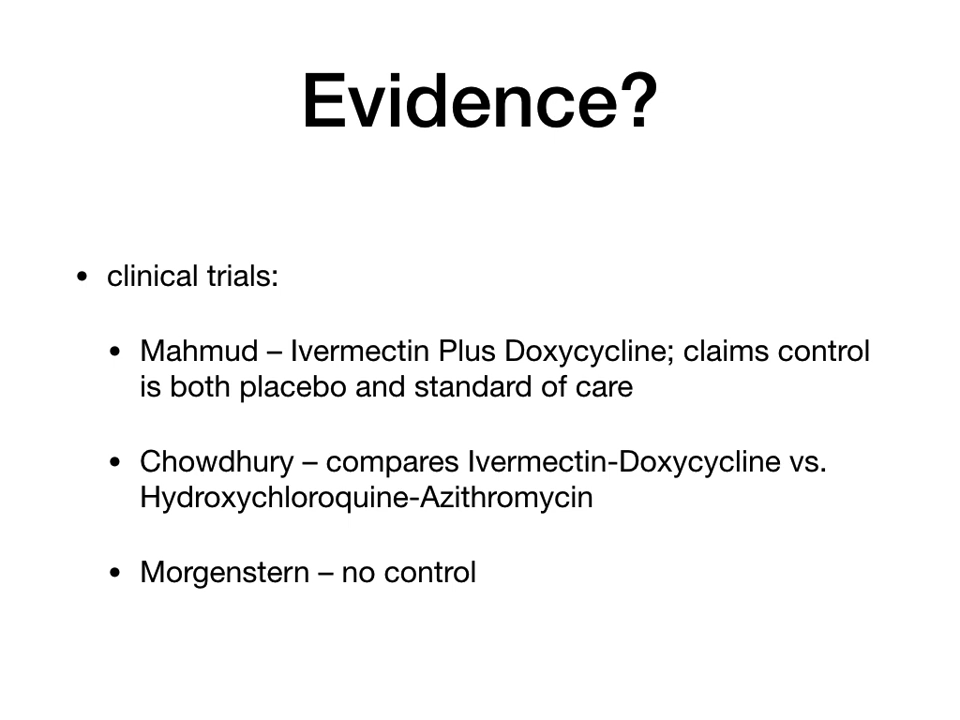 Evidence?
• clinical trials:
• Mahmud – Ivermectin Plus Doxycycline; claims control
is both placebo and standard of care
• Chowdhury – compares Ivermectin-Doxycycline vs.
Hydroxychloroquine-Azithromycin
• Morgenstern – no control